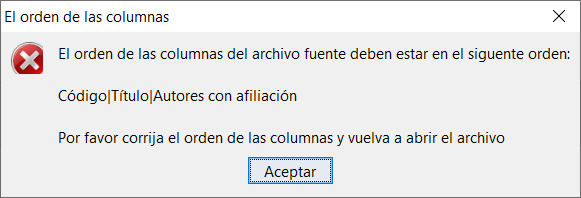 El orden de las columnas
El orden de las columnas del archivo fuente deben estar en el siguente orden:
Código|Título|Autores con afiliación
Por favor corrija el orden de las columnas y vuelva a abrir el archivo
Aceptar